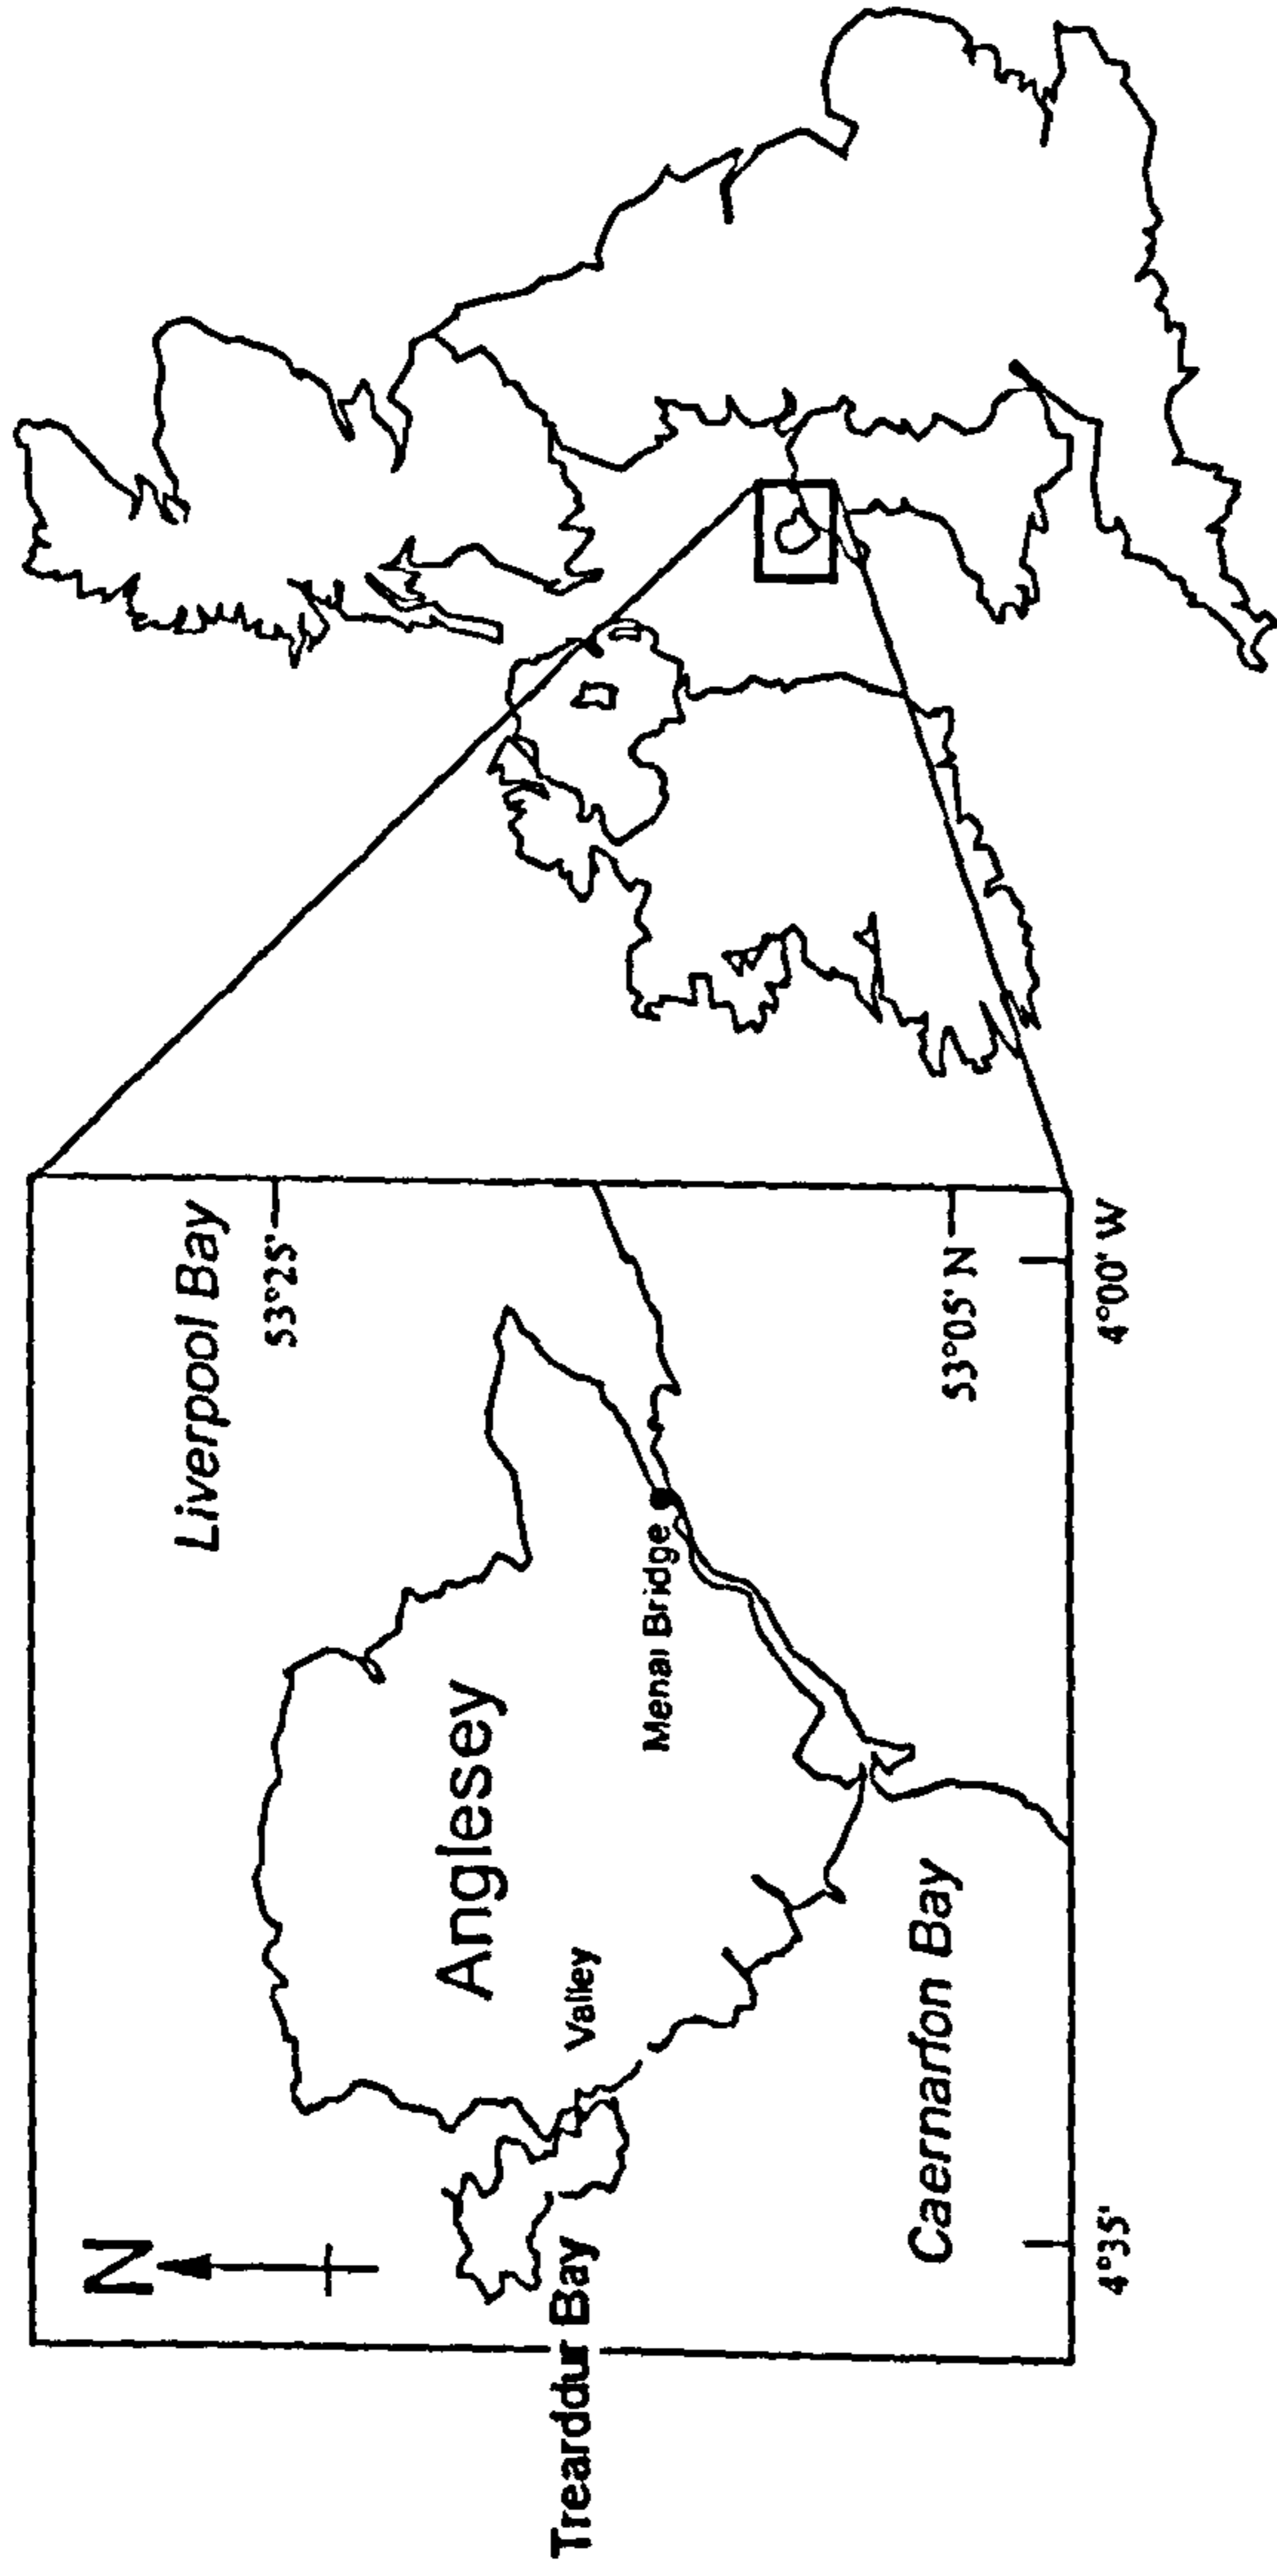 N
Liverpool Bay
53°25'
Anglesey
Valley
Menai Bridge
Trearddur Bay
Caernarfon Bay
53°05' N
4°35'
4°00' W